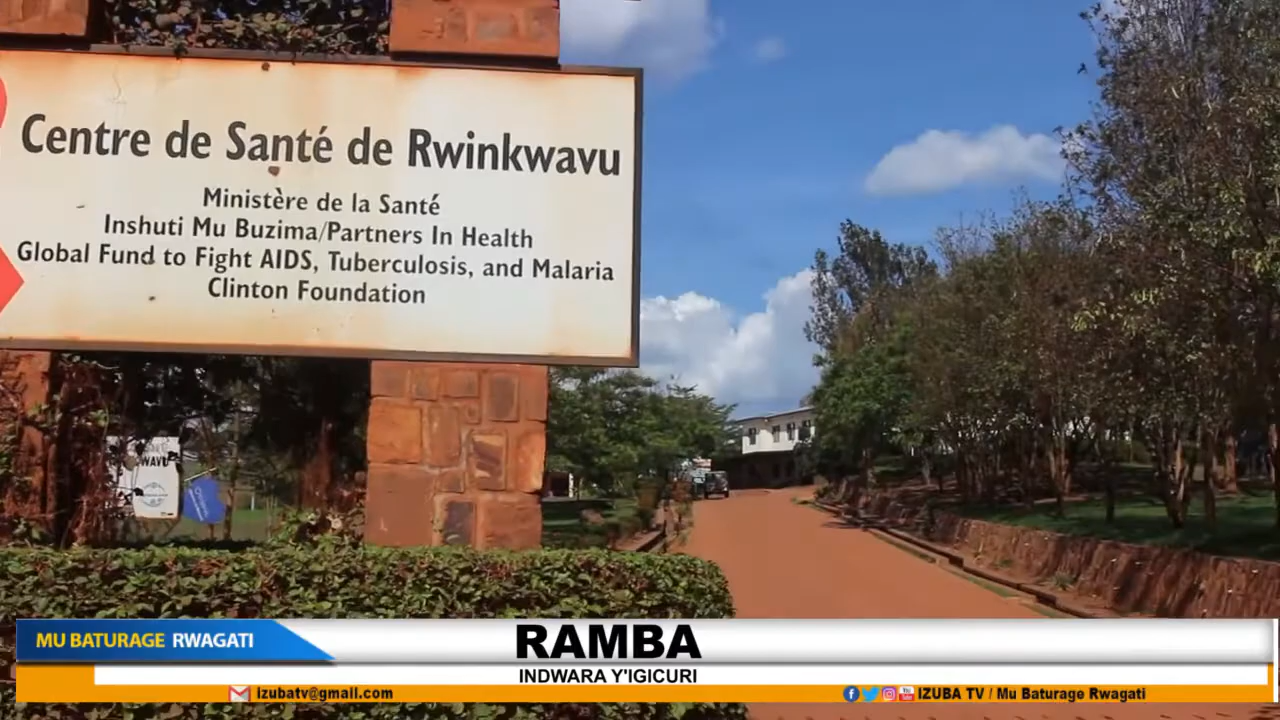 Centre de Santé de Rwinkwavu
Ministère de la Santé
Inshuti Mu Buzima/Partners In Health
Global Fund to Fight AIDS, Tuberculosis, and Malaria
Clinton Foundation
MU BATURAGE RWAGATI
RAMBA
INDWARA Y'IGICURI
izubatv@gmail.com
IZUBA TV / Mu Baturage Rwagati